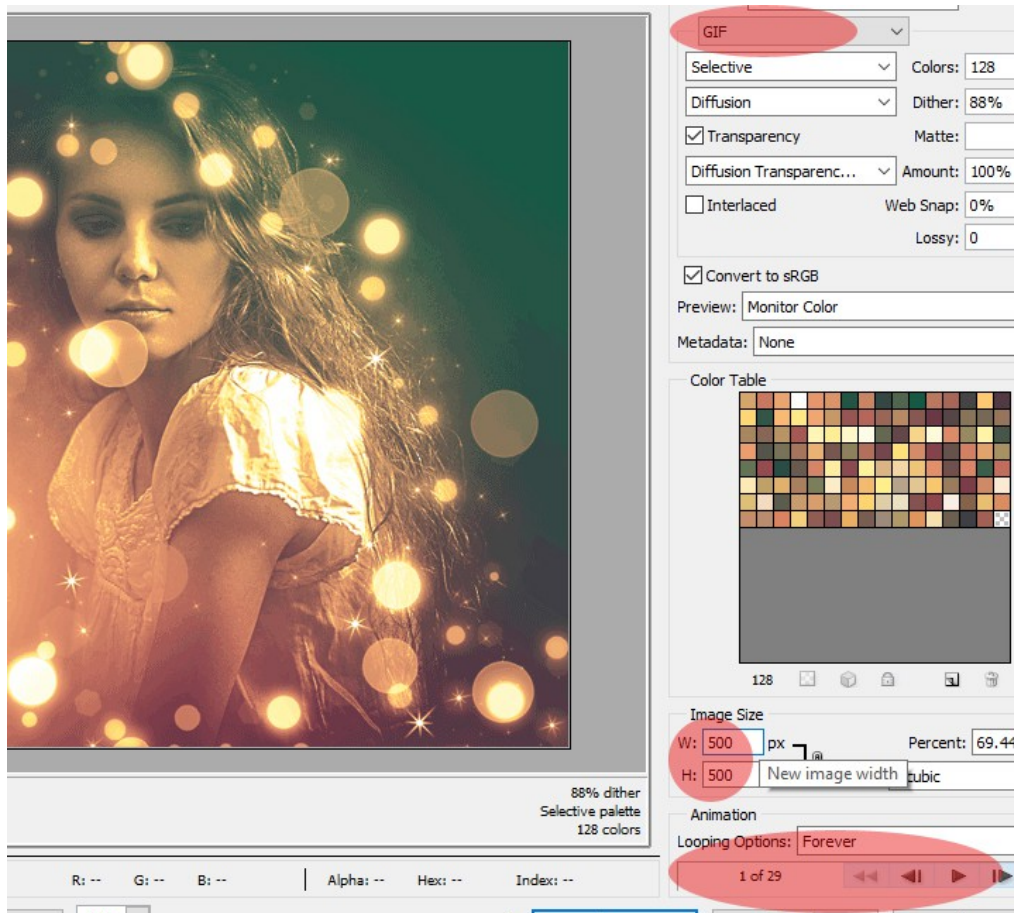 GIF
Selective Colors: 128
Diffusion Dither: 88%
Transparency Matte:
Diffusion Transparenc... Amount: 100%
Interlaced Web Snap: 0%
Lossy: 0
Convert to sRGB
Preview: Monitor Color
Metadata: None
Color Table
128
Image Size
W: 500 px Percent: 69.44
H: 500 New image width cubic
88% dither
Selective palette
128 colors
Animation
Looping Options: Forever
1 of 29
R: -- G: -- B: -- Alpha: -- Hex: -- Index: --